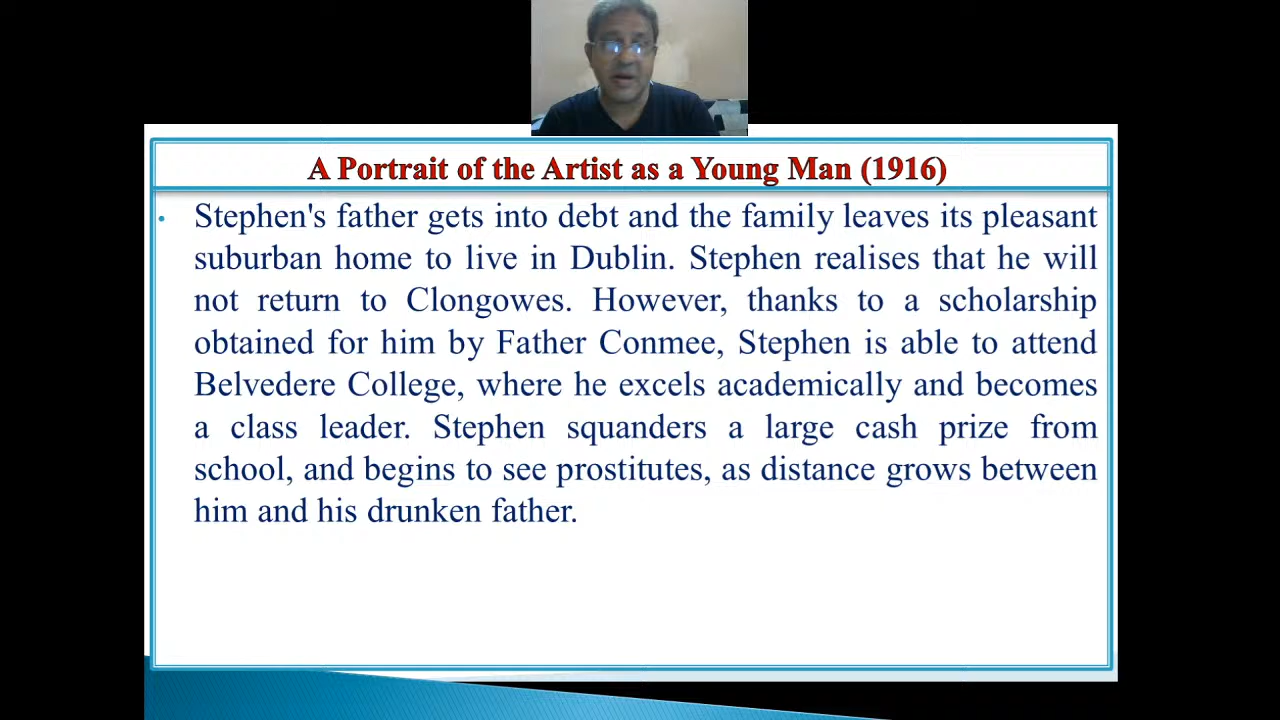 A Portrait of the Artist as a Young Man (1916)
• Stephen's father gets into debt and the family leaves its pleasant
suburban home to live in Dublin. Stephen realises that he will
not return to Clongowes. However, thanks to a scholarship
obtained for him by Father Conmee, Stephen is able to attend
Belvedere College, where he excels academically and becomes
a class leader. Stephen squanders a large cash prize from
school, and begins to see prostitutes, as distance grows between
him and his drunken father.